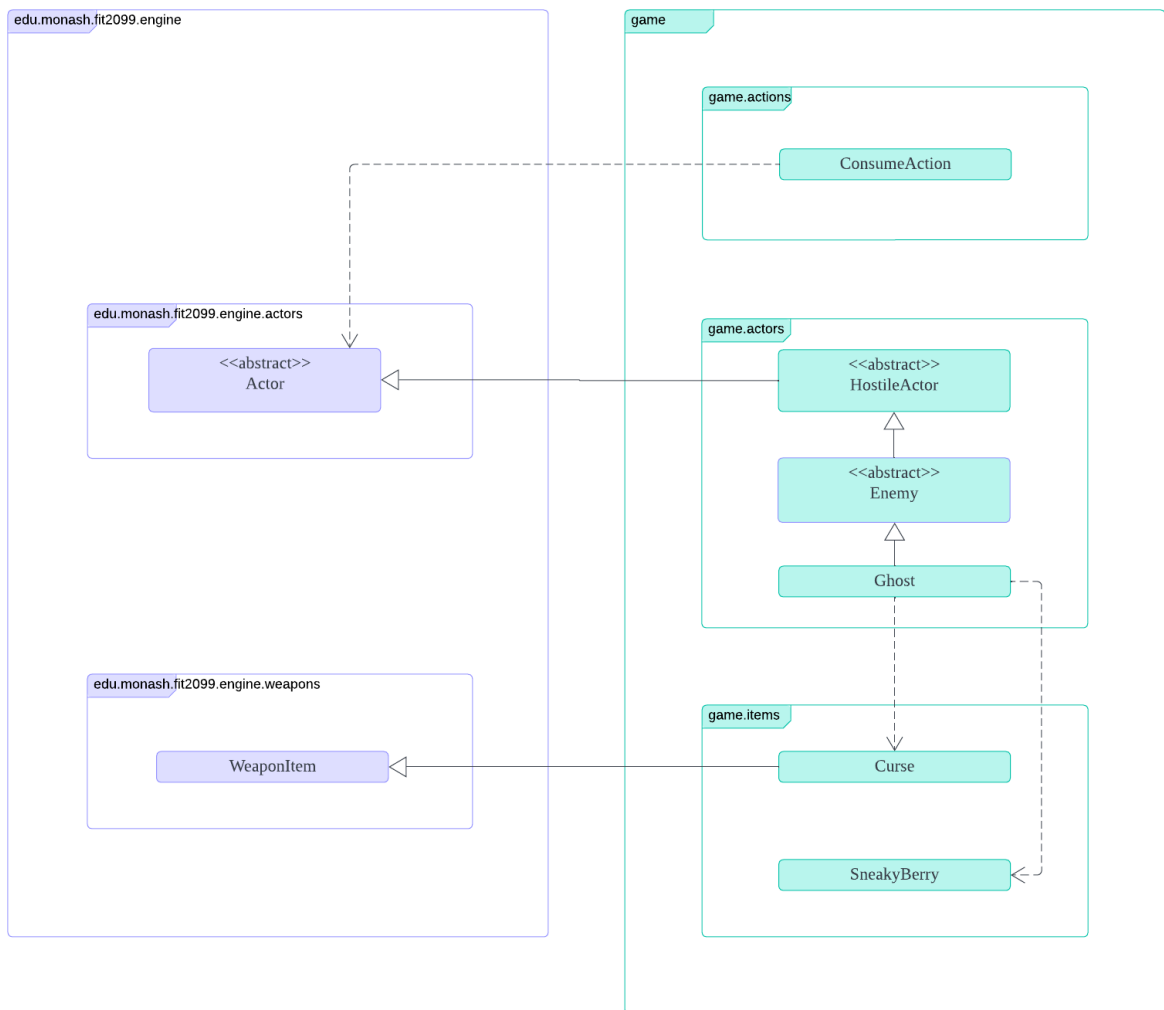 edu.monash.fit2099.engine
game
game.actions
ConsumeAction
edu.monash.fit2099.engine.actors
<<abstract>>
Actor
game.actors
<<abstract>>
HostileActor
<<abstract>>
Enemy
Ghost
edu.monash.fit2099.engine.weapons
WeaponItem
game.items
Curse
SneakyBerry